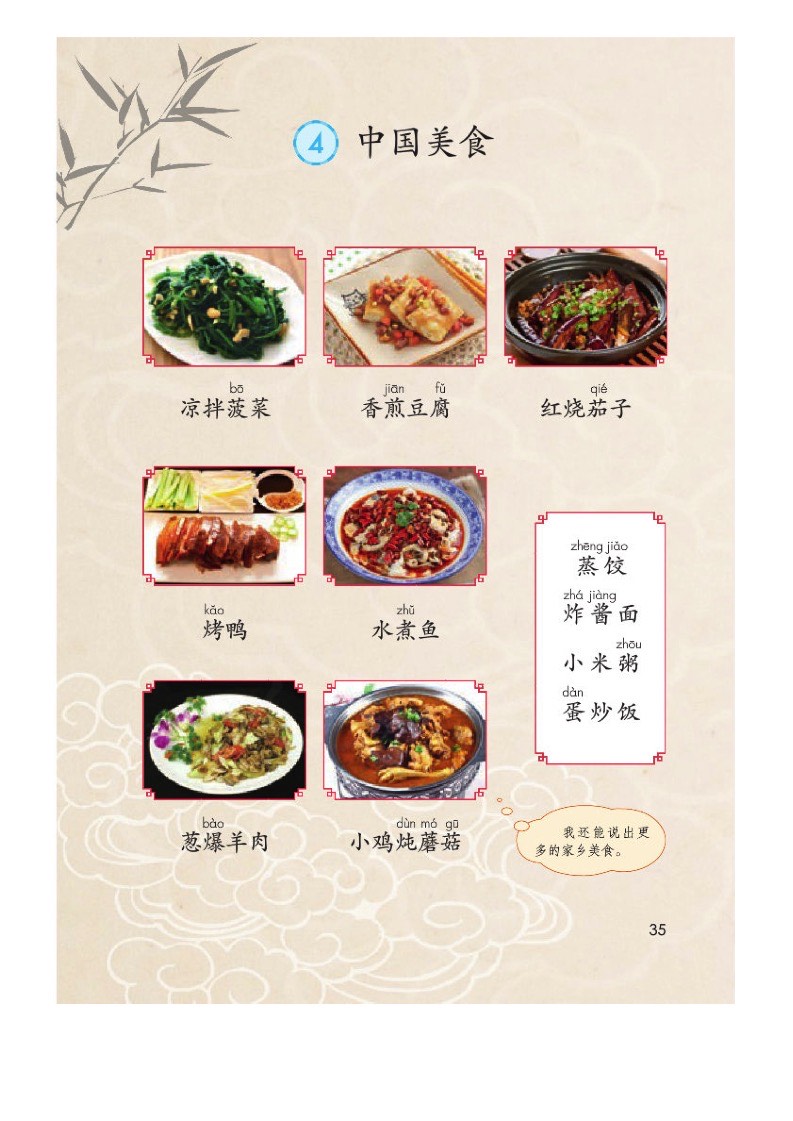 4 中国美食
bō
凉拌菠菜
jiān fǔ
香煎豆腐
qié
红烧茄子
kǎo
烤鸭
zhǔ
水煮鱼
zhēng jiǎo
蒸饺
zhá jiàng
炸酱面
zhōu
小米粥
dàn
蛋炒饭
bào
葱爆羊肉
dùn mó gū
小鸡炖蘑菇
我还能说出更
多的家乡美食。
35